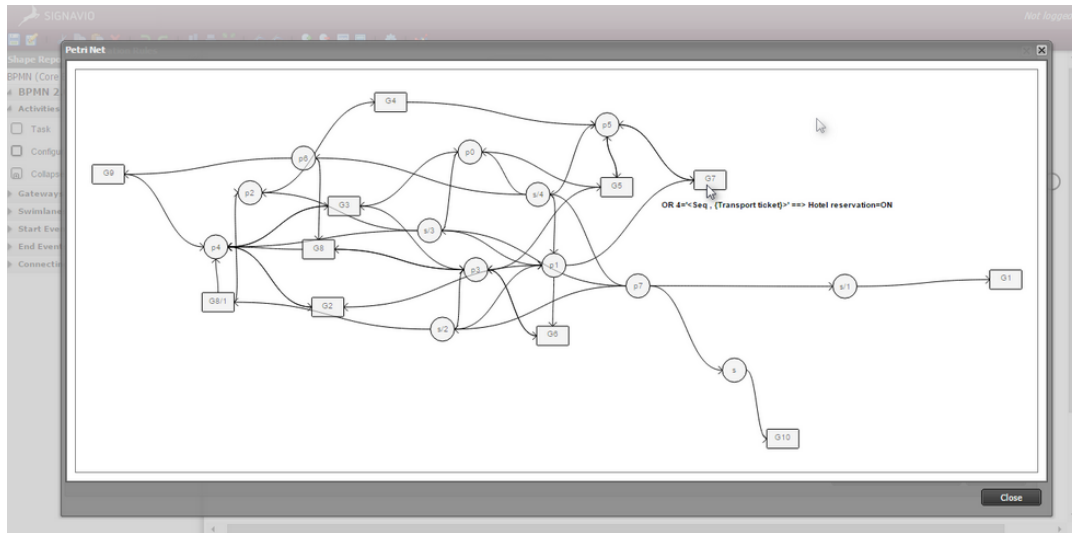 SIGNAVIO
Not logged
Petri Net
Shape Repo
BPMN (Core
BPMN 2
Activities
Task
Configu
Collaps
Gateway
Swimlane
Start Eve
End Event
Connecti
G4
p5
G9
p6
p0
G7
p2
G5
s/4
OR 4='<Seq , {Transport ticket}>' ==> Hotel reservation=ON
G3
s/3
p4
G8
p3
p1
G8/1
G2
p7
s/1
G1
s/2
G6
s
G10
Close